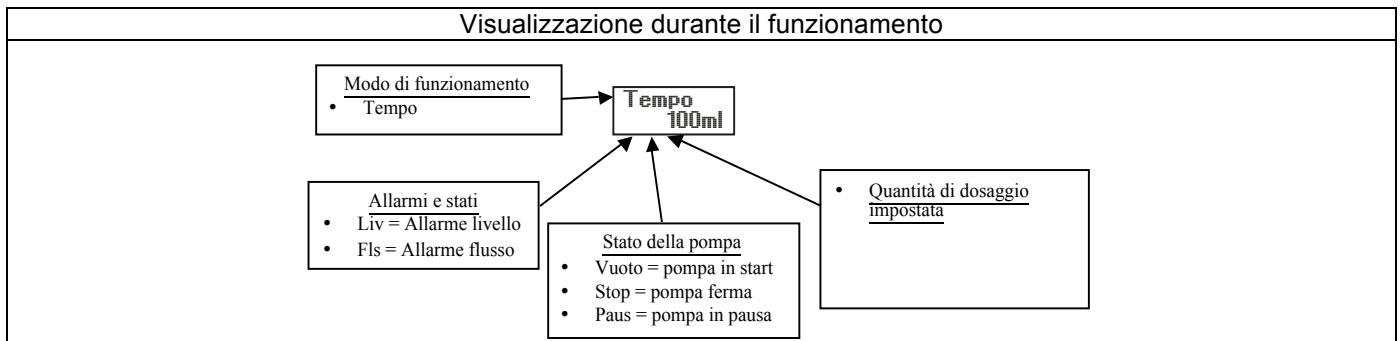 Visualizzazione durante il funzionamento
Modo di funzionamento
• Tempo
Tempo
100ml
Allarmi e stati
• Liv = Allarme livello
• Fls = Allarme flusso
Stato della pompa
• Vuoto = pompa in start
• Stop = pompa ferma
• Paus = pompa in pausa
• Quantità di dosaggio
impostata